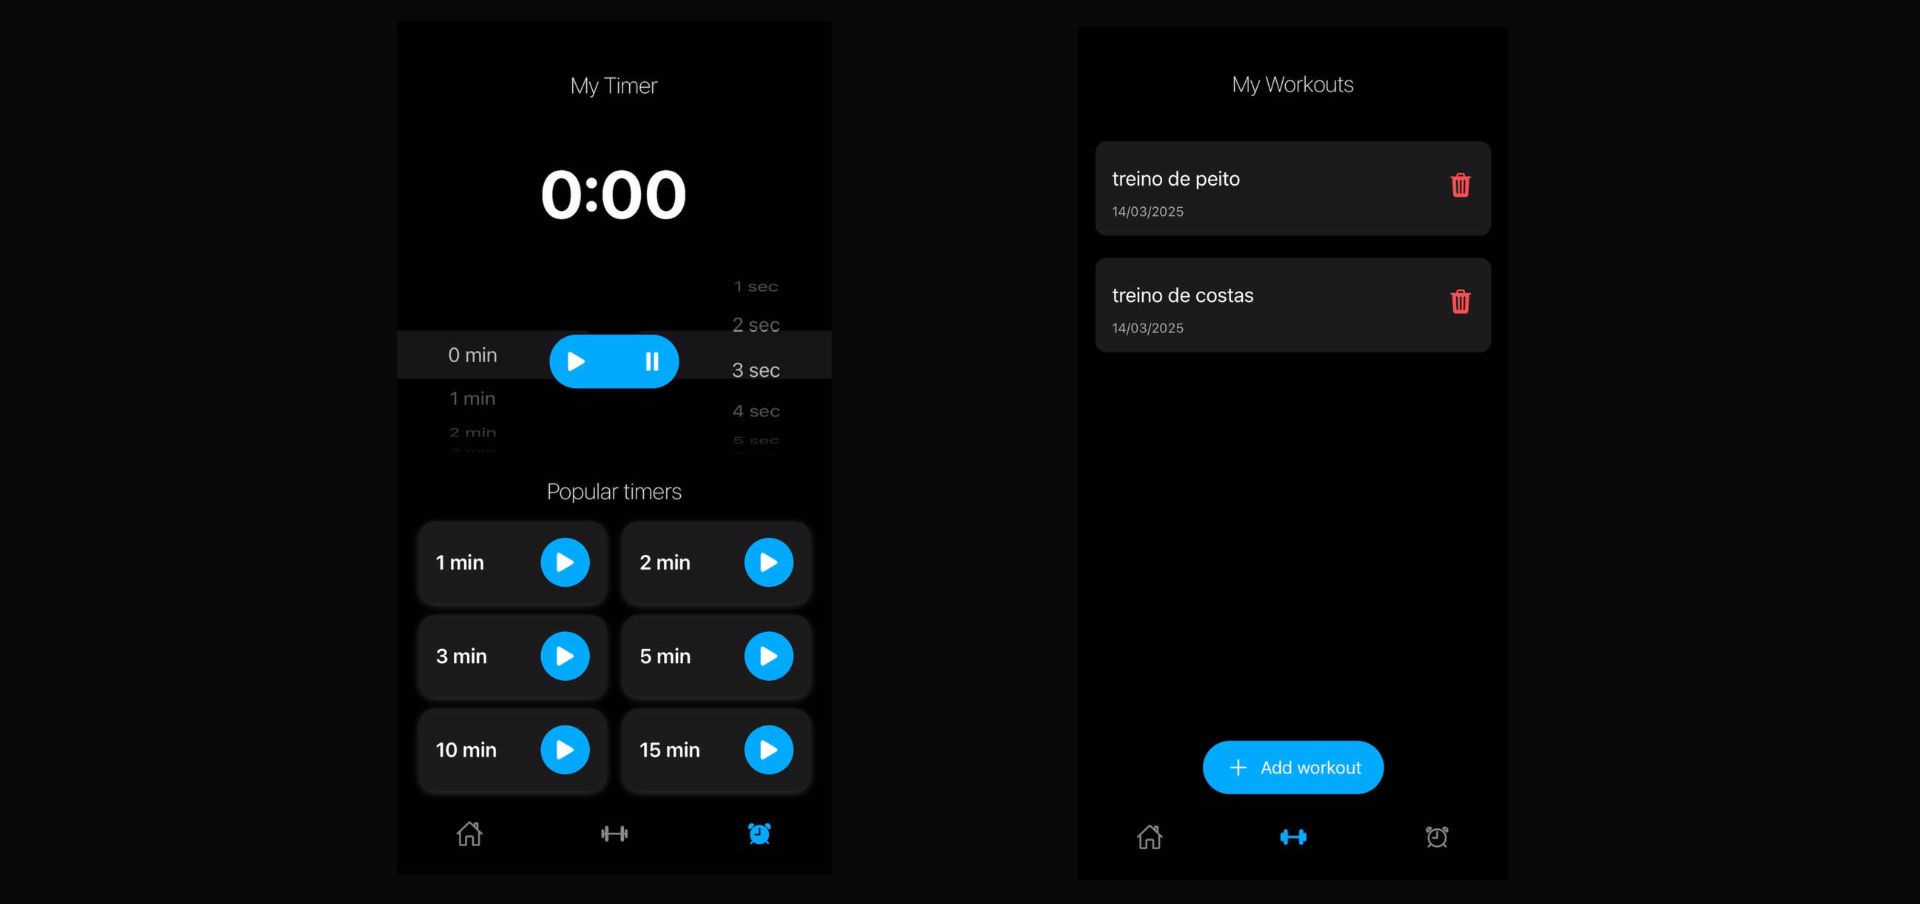 My Timer
0:00
1 sec
2 sec
0 min
3 sec
1 min
4 sec
2 min
5 sec
Popular timers
1 min
2 min
3 min
5 min
10 min
15 min
My Workouts
treino de peito
14/03/2025
treino de costas
14/03/2025
Add workout